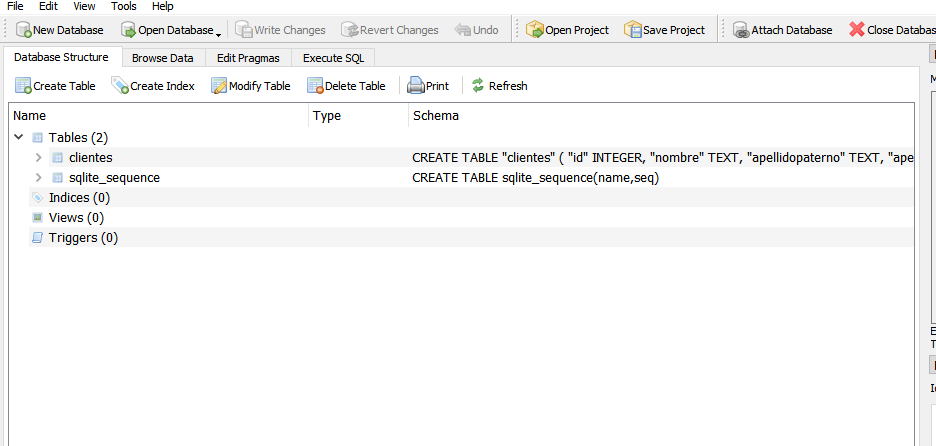 File Edit View Tools Help
New Database Open Database Write Changes Revert Changes Undo Open Project Save Project Attach Database Close
Database Structure Browse Data Edit Pragmas Execute SQL
Create Table Create Index Modify Table Delete Table Print Refresh
Name Type Schema
Tables (2)
clientes CREATE TABLE "clientes" ( "id" INTEGER, "nombre" TEXT, "apellidopaterno" TEXT,
sqlite_sequence CREATE TABLE sqlite_sequence(name,seq)
Indices (0)
Views (0)
Triggers (0)